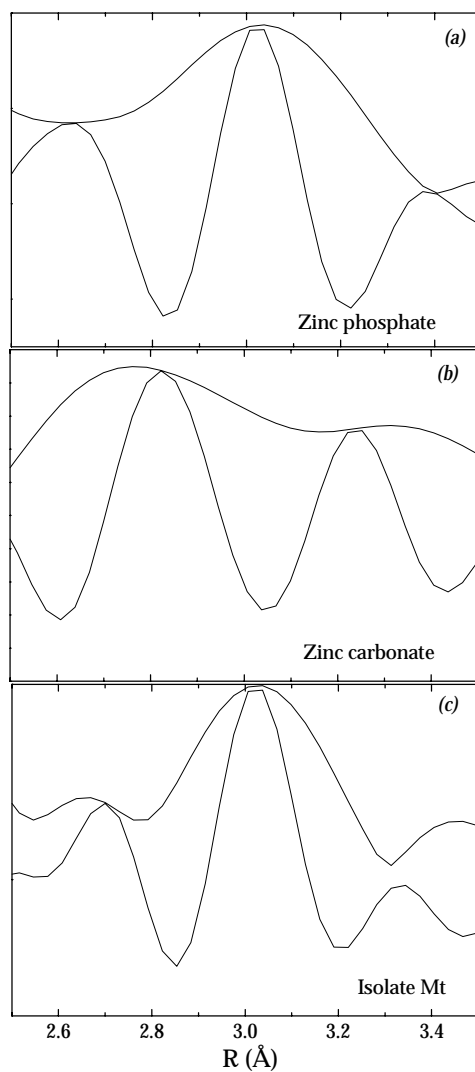 (a)
Zinc phosphate
(b)
Zinc carbonate
(c)
Isolate Mt
2.6 2.8 3.0 3.2 3.4
R (Å)